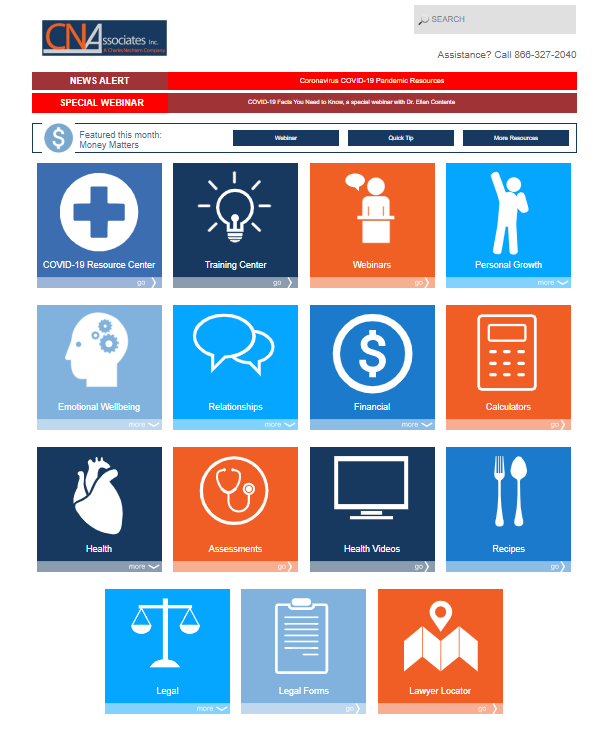 CNA ssociates Inc.
A Charles Nechtem Company
SEARCH
Assistance? Call 866-327-2040
NEWS ALERT
Coronavirus COVID-19 Pandemic Resources
SPECIAL WEBINAR
COVID-19 Facts You Need to Know, a special webinar with Dr. Ellen Contente
Featured this month:
Money Matters
Webinar
Quick Tip
More Resources
COVID-19 Resource Center
go
Training Center
go
Webinars
go
Personal Growth
more
Emotional Wellbeing
more
Relationships
more
Financial
more
Calculators
go
Health
more
Assessments
go
Health Videos
go
Recipes
go
Legal
more
Legal Forms
go
Lawyer Locator
go